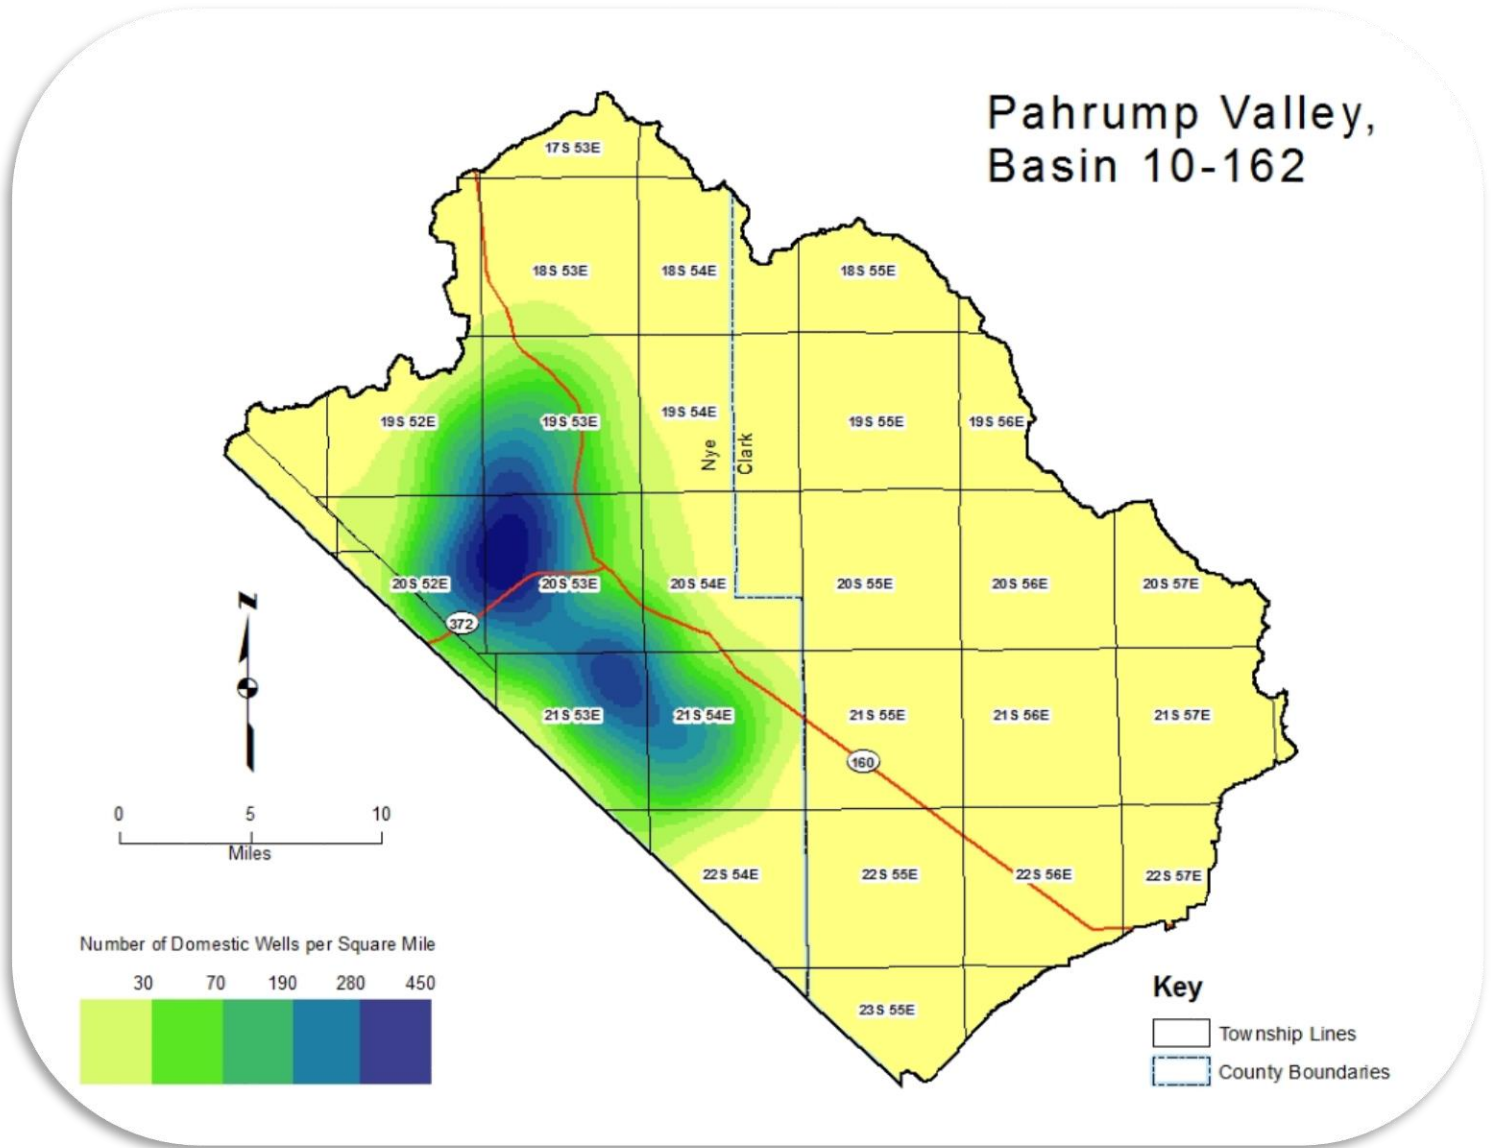 Pahrump Valley,
Basin 10-162
17S 53E
18S 53E
18S 54E
18S 55E
19S 52E
19S 53E
19S 54E
19S 55E
19S 56E
Nye
Clark
20S 52E
20S 53E
20S 54E
20S 55E
20S 56E
20S 57E
372
N
21S 53E
21S 54E
21S 55E
21S 56E
21S 57E
160
0 5 10
Miles
22S 54E
22S 55E
22S 56E
22S 57E
Number of Domestic Wells per Square Mile
30 70 190 280 450
23S 55E
Key
Township Lines
County Boundaries